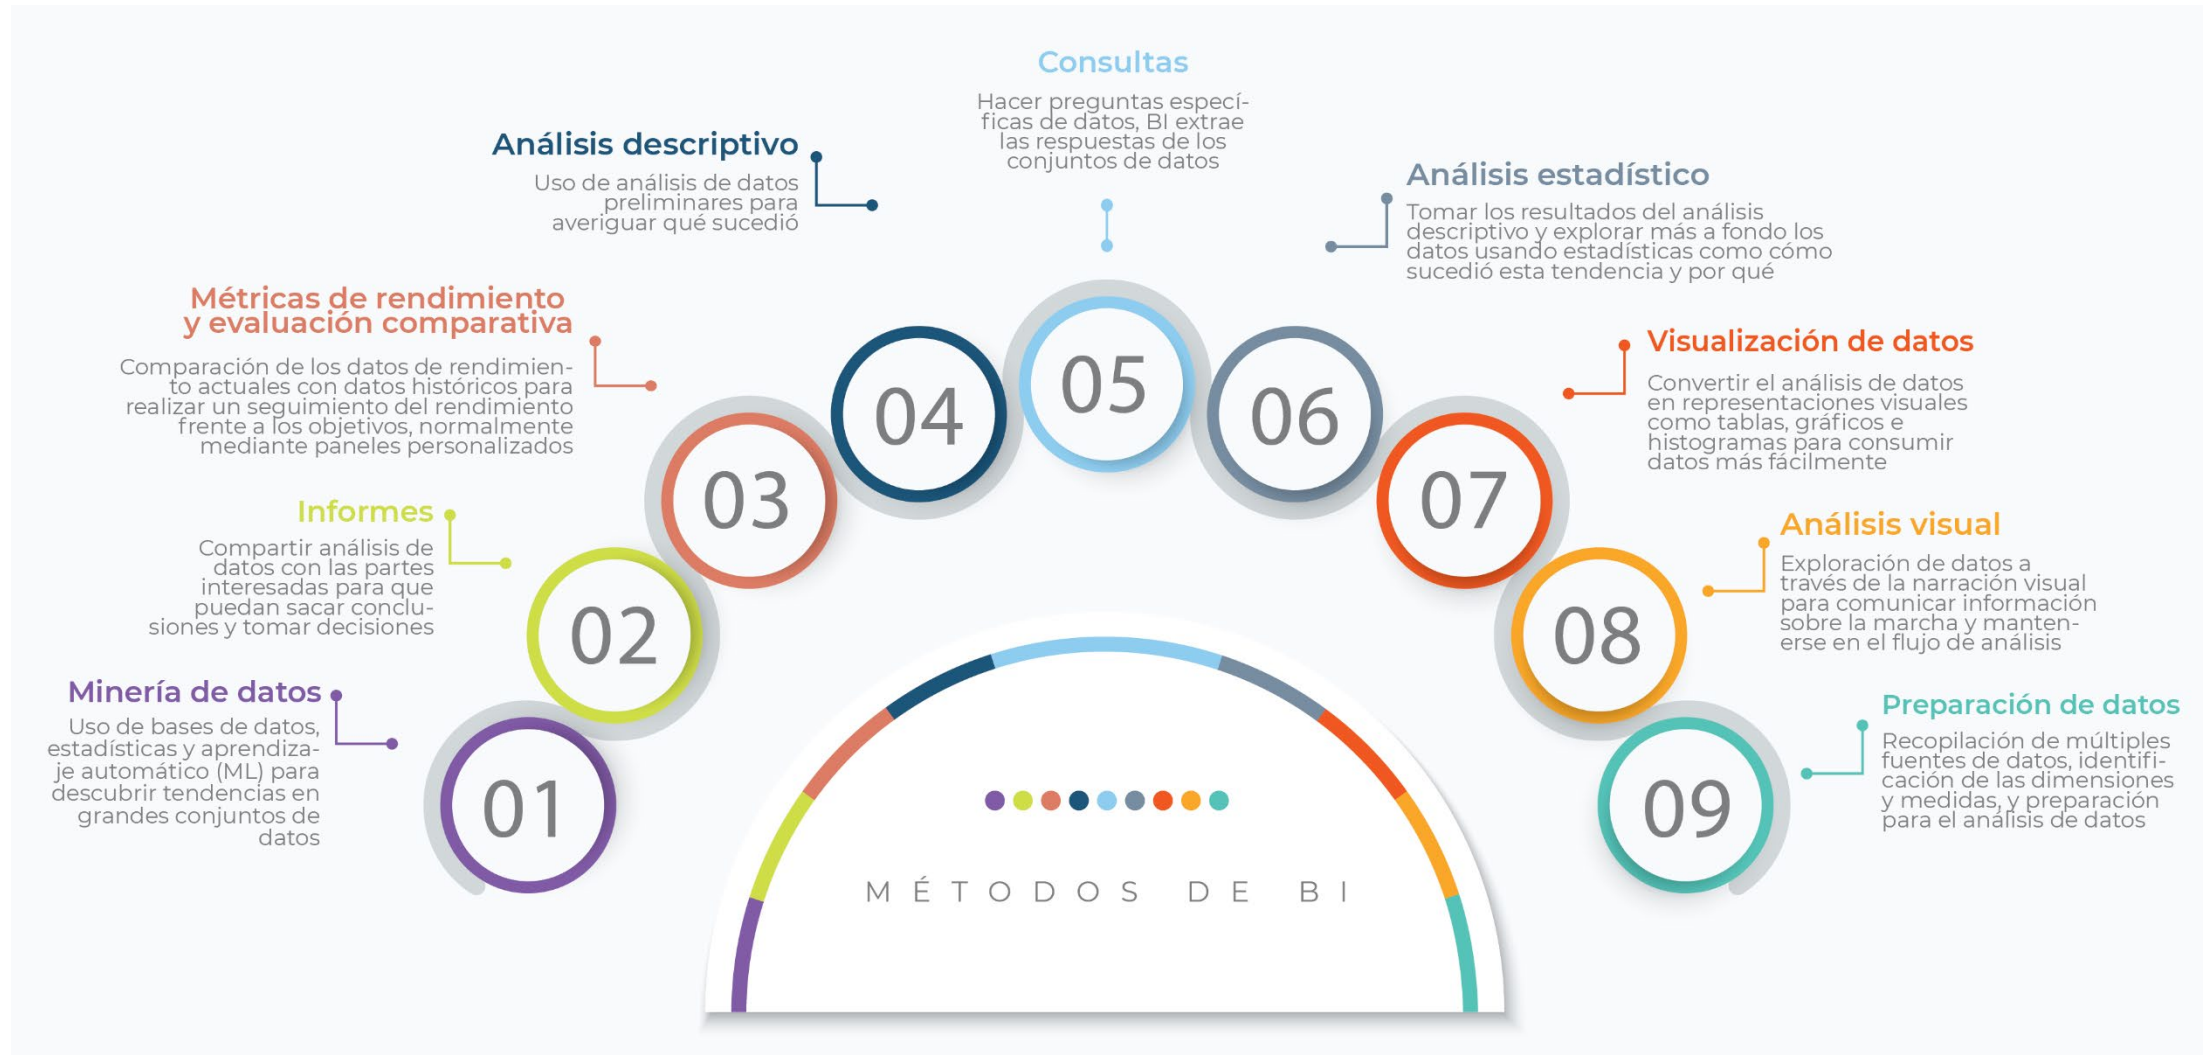 Minería de datos
Uso de bases de datos,
estadísticas y aprendiza-
je automático (ML) para
descubrir tendencias en
grandes conjuntos de
datos
01
Informes
Compartir análisis de
datos con las partes
interesadas para que
puedan sacar conclu-
siones y tomar decisiones
02
Métricas de rendimiento
y evaluación comparativa
Comparación de los datos de rendimien-
to actuales con datos históricos para
realizar un seguimiento del rendimiento
frente a los objetivos, normalmente
mediante paneles personalizados
03
Análisis descriptivo
Uso de análisis de datos
preliminares para
averiguar qué sucedió
04
Consultas
Hacer preguntas especí-
ficas de datos, BI extrae
las respuestas de los
conjuntos de datos
05
Análisis estadístico
Tomar los resultados del análisis
descriptivo y explorar más a fondo los
datos usando estadísticas como cómo
sucedió esta tendencia y por qué
06
Visualización de datos
Convertir el análisis de datos
en representaciones visuales
como tablas, gráficos e
histogramas para consumir
datos más fácilmente
07
Análisis visual
Exploración de datos a
través de la narración visual
para comunicar información
sobre la marcha y manten-
erse en el flujo de análisis
08
Preparación de datos
Recopilación de múltiples
fuentes de datos, identifi-
cación de las dimensiones
y medidas, y preparación
para el análisis de datos
09
MÉTODOS DE BI